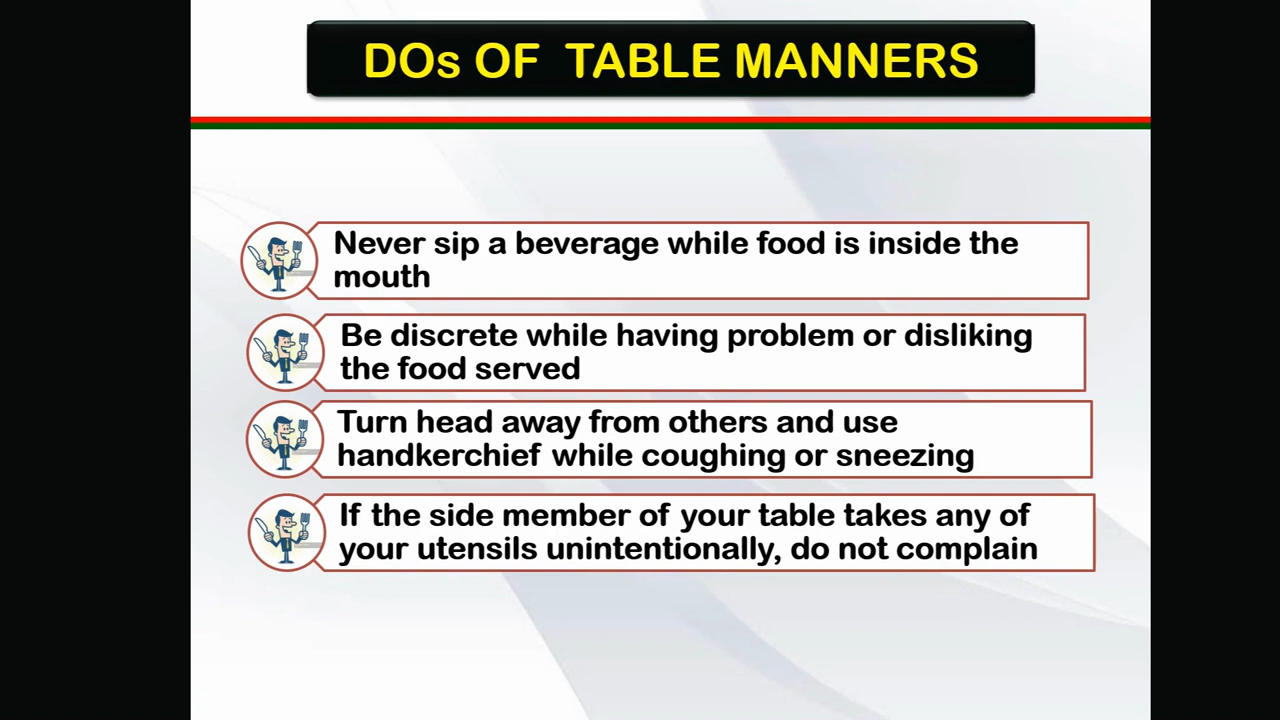 DOs OF TABLE MANNERS
Never sip a beverage while food is inside the
mouth
Be discrete while having problem or disliking
the food served
Turn head away from others and use
handkerchief while coughing or sneezing
If the side member of your table takes any of
your utensils unintentionally, do not complain